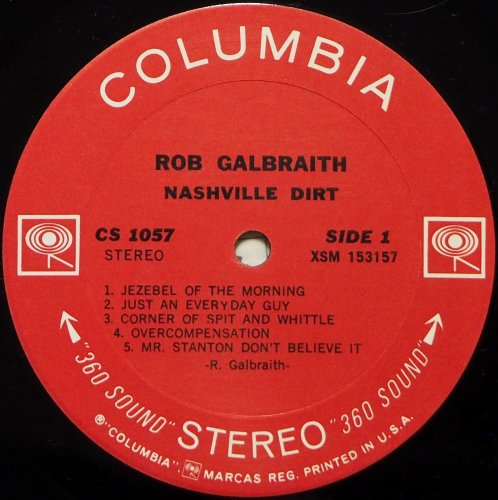 COLUMBIA
ROB GALBRAITH
NASHVILLE DIRT
CS 1057
STEREO
SIDE 1
XSM 153157
1. JEZEBEL OF THE MORNING
2. JUST AN EVERYDAY GUY
3. CORNER OF SPIT AND WHITTLE
4. OVERCOMPENSATION
5. MR. STANTON DON'T BELIEVE IT
-R. Galbraith-
"360 SOUND" STEREO "360 SOUND"
®"COLUMBIA" MARCAS REG. PRINTED IN U.S.A.